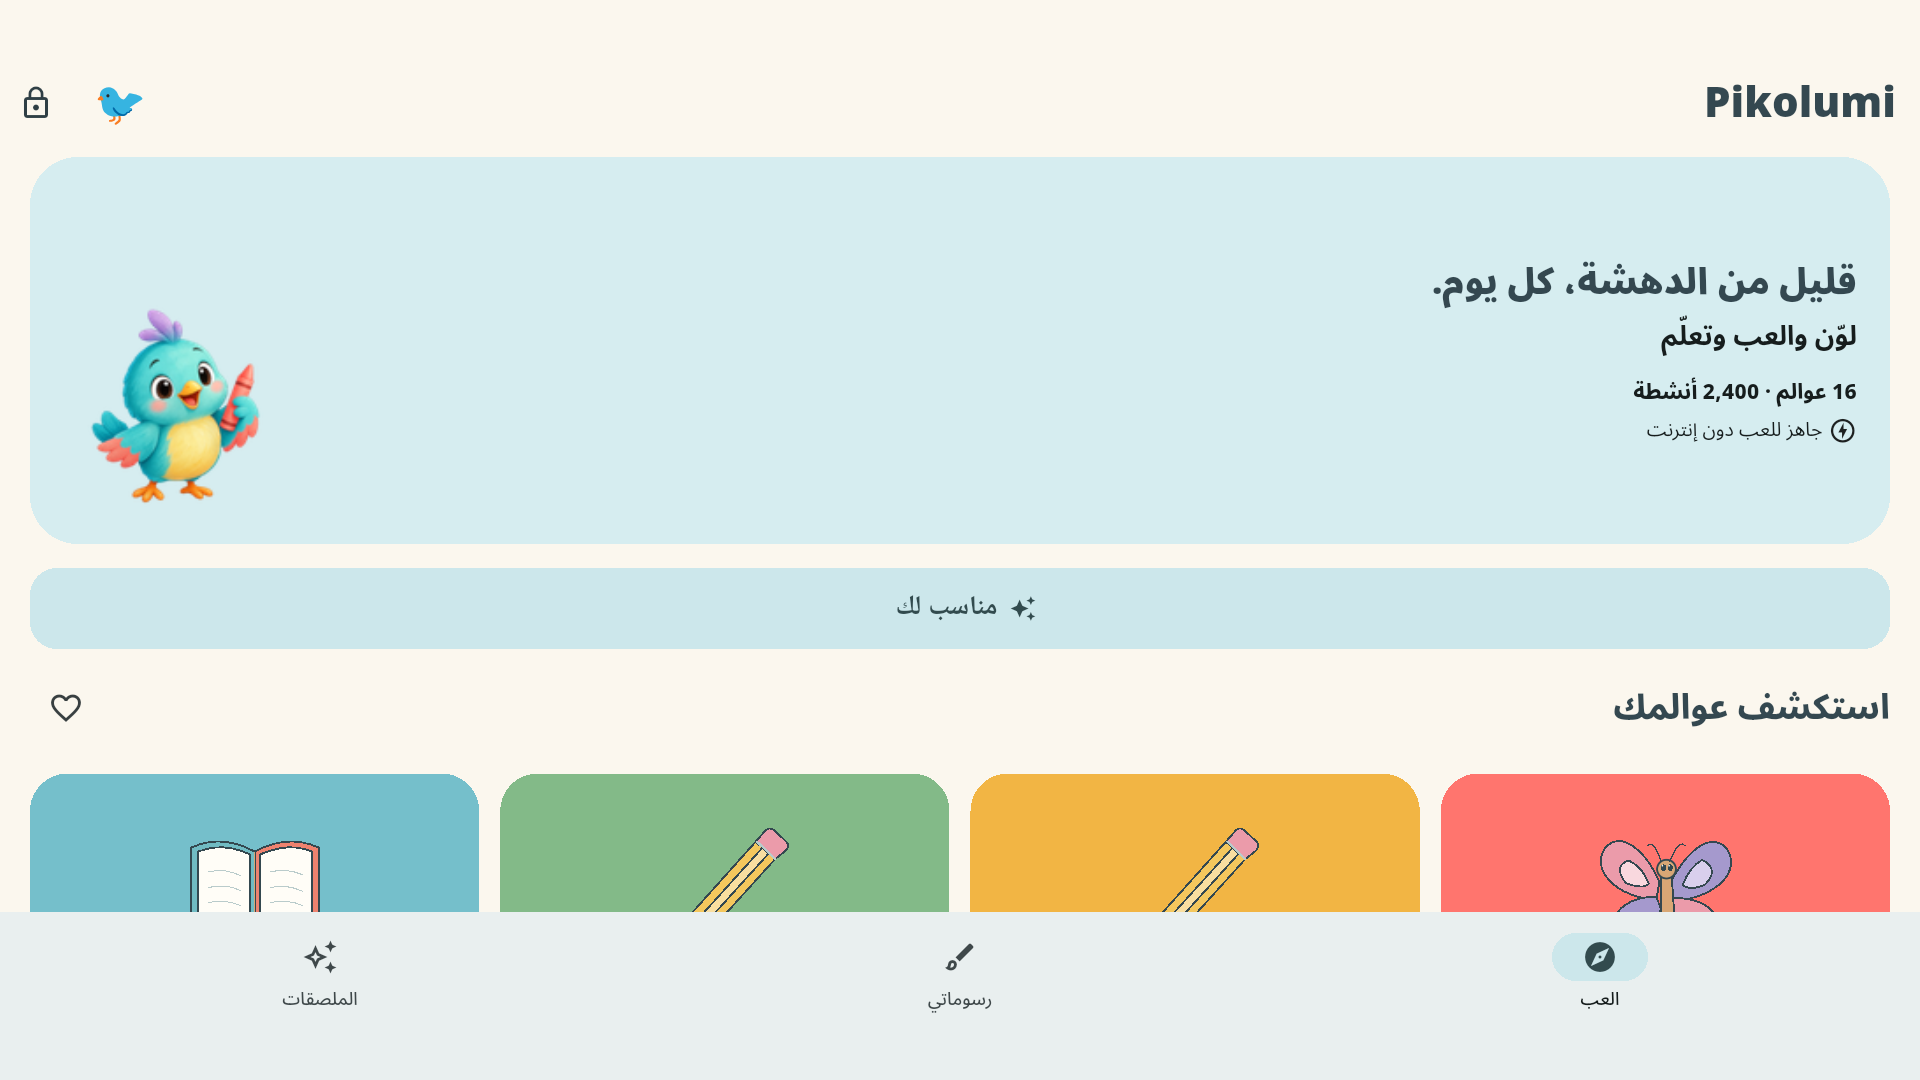 Pikolumi
قليل من الدهشة، كل يوم.
لوّن والعب وتعلّم
16 عوالم · 2,400 أنشطة
جاهز للعب دون إنترنت
مناسب لك
استكشف عوالمك
العب
رسوماتي
الملصقات